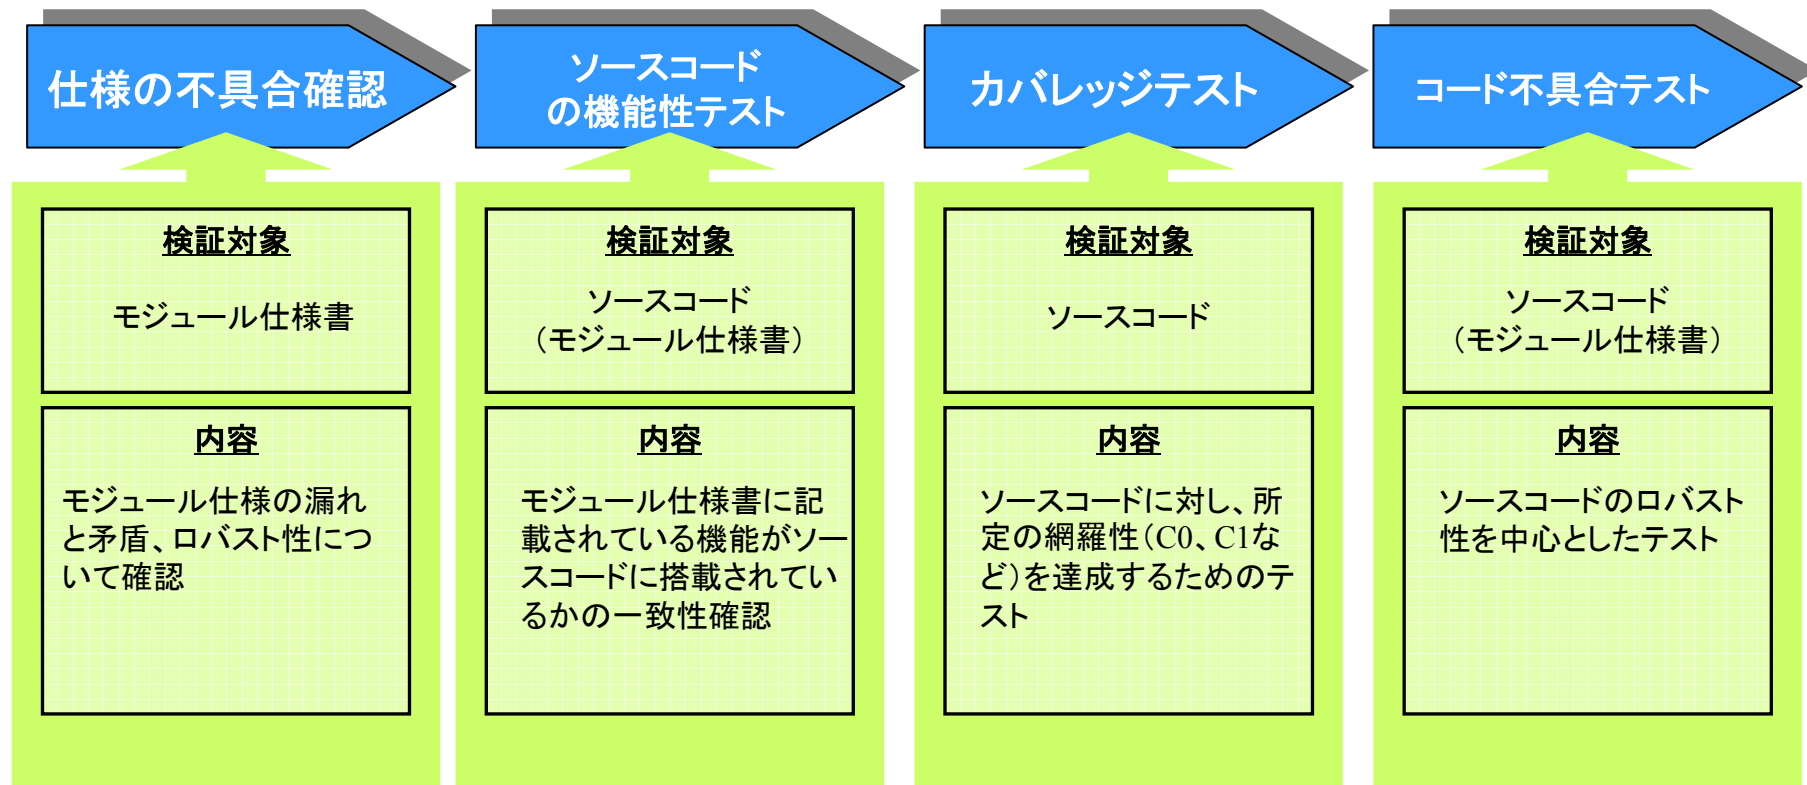 仕様の不具合確認
ソースコード
の機能性テスト
カバレッジテスト
コード不具合テスト
検証対象
モジュール仕様書
内容
モジュール仕様の漏れ
と矛盾、ロバスト性につ
いて確認
検証対象
ソースコード
（モジュール仕様書）
内容
モジュール仕様書に記
載されている機能がソー
スコードに搭載されてい
るかの一致性確認
検証対象
ソースコード
内容
ソースコードに対し、所
定の網羅性（C0、C1な
ど）を達成するためのテ
スト
検証対象
ソースコード
（モジュール仕様書）
内容
ソースコードのロバスト
性を中心としたテスト